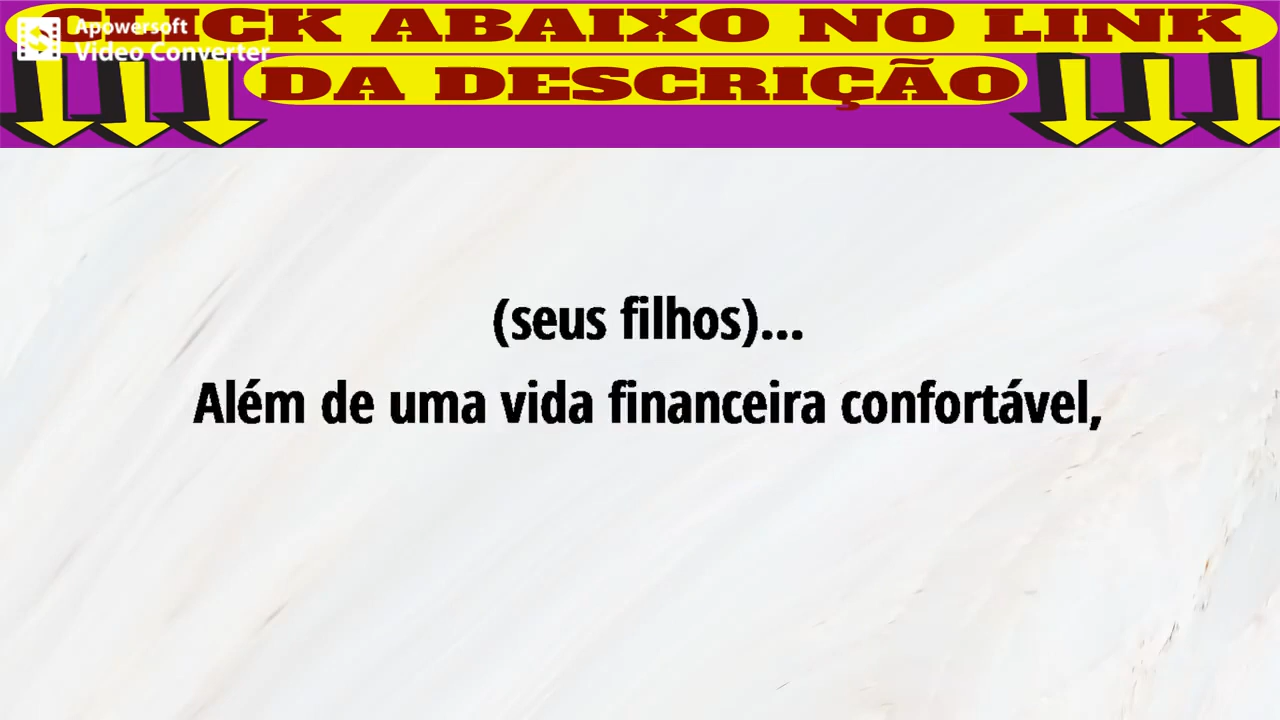 CLICK ABAIXO NO LINK
DA DESCRIÇÃO
Apowersoft
Video Converter
(seus filhos)...
Além de uma vida financeira confortável,